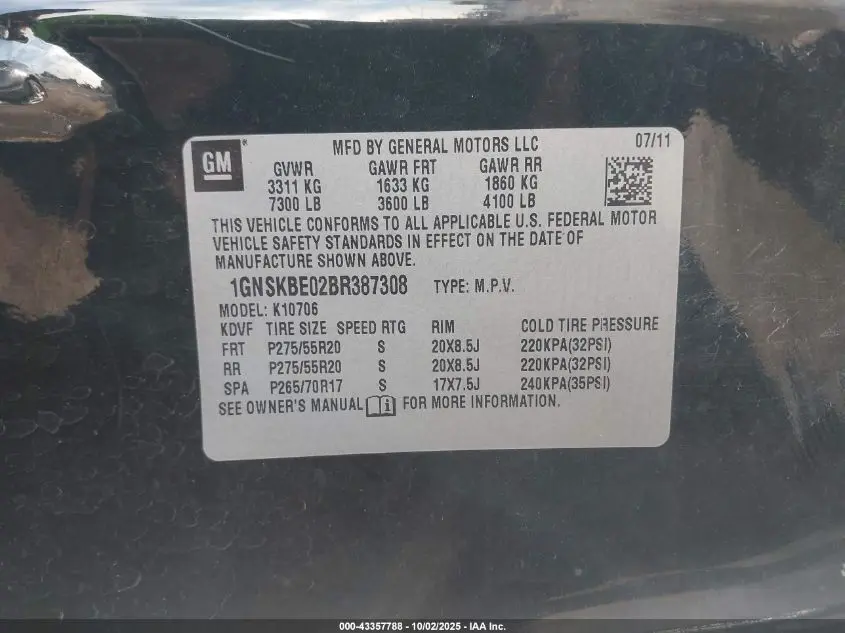 GM
MFD BY GENERAL MOTORS LLC 07/11
GVWR GAWR FRT GAWR RR
3311 KG 1633 KG 1860 KG
7300 LB 3600 LB 4100 LB
THIS VEHICLE CONFORMS TO ALL APPLICABLE U.S. FEDERAL MOTOR
VEHICLE SAFETY STANDARDS IN EFFECT ON THE DATE OF
MANUFACTURE SHOWN ABOVE.
1GNSKBE02BR387308 TYPE: M.P.V.
MODEL: K10706
KDVF TIRE SIZE SPEED RTG RIM COLD TIRE PRESSURE
FRT P275/55R20 S 20X8.5J 220KPA(32PSI)
RR P275/55R20 S 20X8.5J 220KPA(32PSI)
SPA P265/70R17 S 17X7.5J 240KPA(35PSI)
SEE OWNER'S MANUAL i FOR MORE INFORMATION.
000-43357788 - 10/02/2025 - IAA Inc.